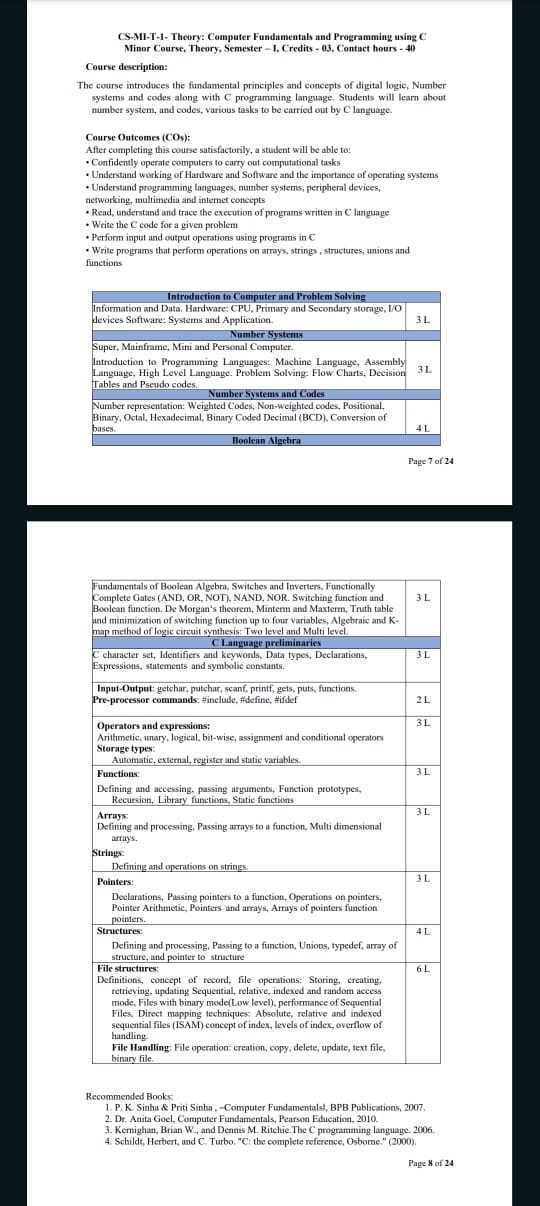 CS-MI-T-1- Theory: Computer Fundamentals and Programming using C
Minor Course, Theory, Semester – I, Credits - 03, Contact hours - 40
Course description:
The course introduces the fundamental principles and concepts of digital logic, Number
systems and codes along with C programming language. Students will learn about
number system, and codes, various tasks to be carried out by C language.
Course Outcomes (COs):
After completing this course satisfactorily, a student will be able to:
• Confidently operate computers to carry out computational tasks
• Understand working of Hardware and Software and the importance of operating systems
• Understand programming languages, number systems, peripheral devices,
networking, multimedia and internet concepts
• Read, understand and trace the execution of programs written in C language
• Write the C code for a given problem
• Perform input and output operations using programs in C
• Write programs that perform operations on arrays, strings , structures, unions and
functions
Introduction to Computer and Problem Solving
Information and Data. Hardware: CPU, Primary and Secondary storage, I/O
devices Software: Systems and Application.
3 L
Number Systems
Super, Mainframe, Mini and Personal Computer.
Introduction to Programming Languages: Machine Language, Assembly
Language, High Level Language. Problem Solving: Flow Charts, Decision
Tables and Pseudo codes.
3 L
Number Systems and Codes
Number representation: Weighted Codes, Non-weighted codes, Positional,
Binary, Octal, Hexadecimal, Binary Coded Decimal (BCD), Conversion of
bases.
4 L
Boolean Algebra
Page 7 of 24
Fundamentals of Boolean Algebra, Switches and Inverters, Functionally
Complete Gates (AND, OR, NOT), NAND, NOR. Switching function and
Boolean function. De Morgan's theorem, Minterm and Maxterm, Truth table
and minimization of switching function up to four variables, Algebraic and K-
map method of logic circuit synthesis: Two level and Multi level.
3 L
C Language preliminaries
C character set, Identifiers and keywords, Data types, Declarations,
Expressions, statements and symbolic constants.
3 L
Input-Output: getchar, putchar, scanf, printf, gets, puts, functions.
Pre-processor commands: #include, #define, #ifdef
2 L
Operators and expressions:
Arithmetic, unary, logical, bit-wise, assignment and conditional operators
Storage types:
Automatic, external, register and static variables.
3 L
Functions:
Defining and accessing, passing arguments, Function prototypes,
Recursion, Library functions, Static functions
3 L
Arrays:
Defining and processing, Passing arrays to a function, Multi dimensional
arrays.
Strings:
Defining and operations on strings.
3 L
Pointers:
Declarations, Passing pointers to a function, Operations on pointers,
Pointer Arithmetic, Pointers and arrays, Arrays of pointers function
pointers.
3 L
Structures:
Defining and processing, Passing to a function, Unions, typedef, array of
structure, and pointer to structure
4 L
File structures:
Definitions, concept of record, file operations: Storing, creating,
retrieving, updating Sequential, relative, indexed and random access
mode, Files with binary mode(Low level), performance of Sequential
Files, Direct mapping techniques: Absolute, relative and indexed
sequential files (ISAM) concept of index, levels of index, overflow of
handling.
File Handling: File operation: creation, copy, delete, update, text file,
binary file.
6 L
Recommended Books:
1. P. K. Sinha & Priti Sinha , ―Computer Fundamentals‖, BPB Publications, 2007.
2. Dr. Anita Goel, Computer Fundamentals, Pearson Education, 2010.
3. Kernighan, Brian W., and Dennis M. Ritchie.The C programming language. 2006.
4. Schildt, Herbert, and C. Turbo. "C: the complete reference, Osborne." (2000).
Page 8 of 24